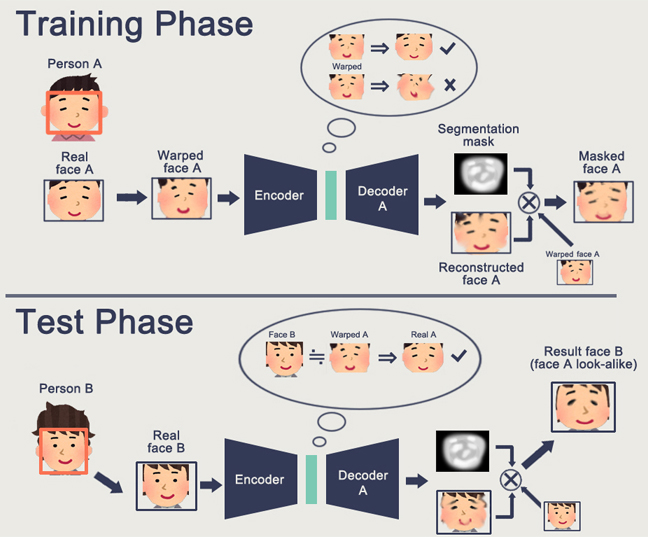 Training Phase
Person A
Warped
Real
face A
Warped
face A
Encoder
Decoder
A
Segmentation
mask
Reconstructed
face A
Masked
face A
Warped face A
Test Phase
Face B
Warped A
Real A
Person B
Real
face B
Encoder
Decoder
A
Result face B
(face A look-alike)